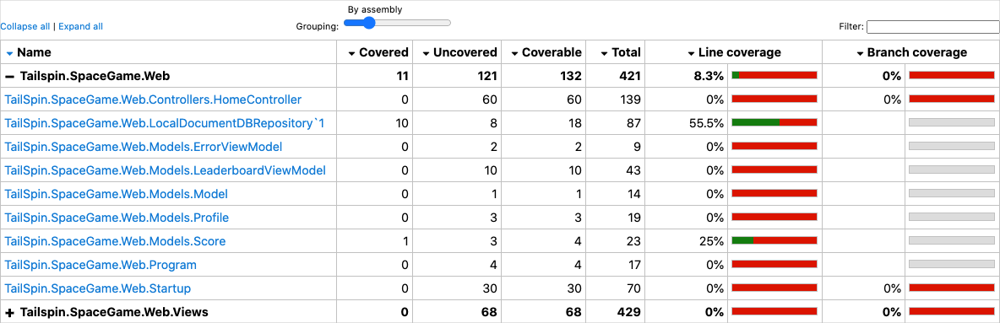 By assembly
Collapse all | Expand all Grouping: Filter:
Name Covered Uncovered Coverable Total Line coverage Branch coverage
Tailspin.SpaceGame.Web 11 121 132 421 8.3% 0%
TailSpin.SpaceGame.Web.Controllers.HomeController 0 60 60 139 0% 0%
TailSpin.SpaceGame.Web.LocalDocumentDBRepository`1 10 8 18 87 55.5%
TailSpin.SpaceGame.Web.Models.ErrorViewModel 0 2 2 9 0%
TailSpin.SpaceGame.Web.Models.LeaderboardViewModel 0 10 10 43 0%
TailSpin.SpaceGame.Web.Models.Model 0 1 1 14 0%
TailSpin.SpaceGame.Web.Models.Profile 0 3 3 19 0%
TailSpin.SpaceGame.Web.Models.Score 1 3 4 23 25%
TailSpin.SpaceGame.Web.Program 0 4 4 17 0%
TailSpin.SpaceGame.Web.Startup 0 30 30 70 0% 0%
Tailspin.SpaceGame.Web.Views 0 68 68 429 0% 0%